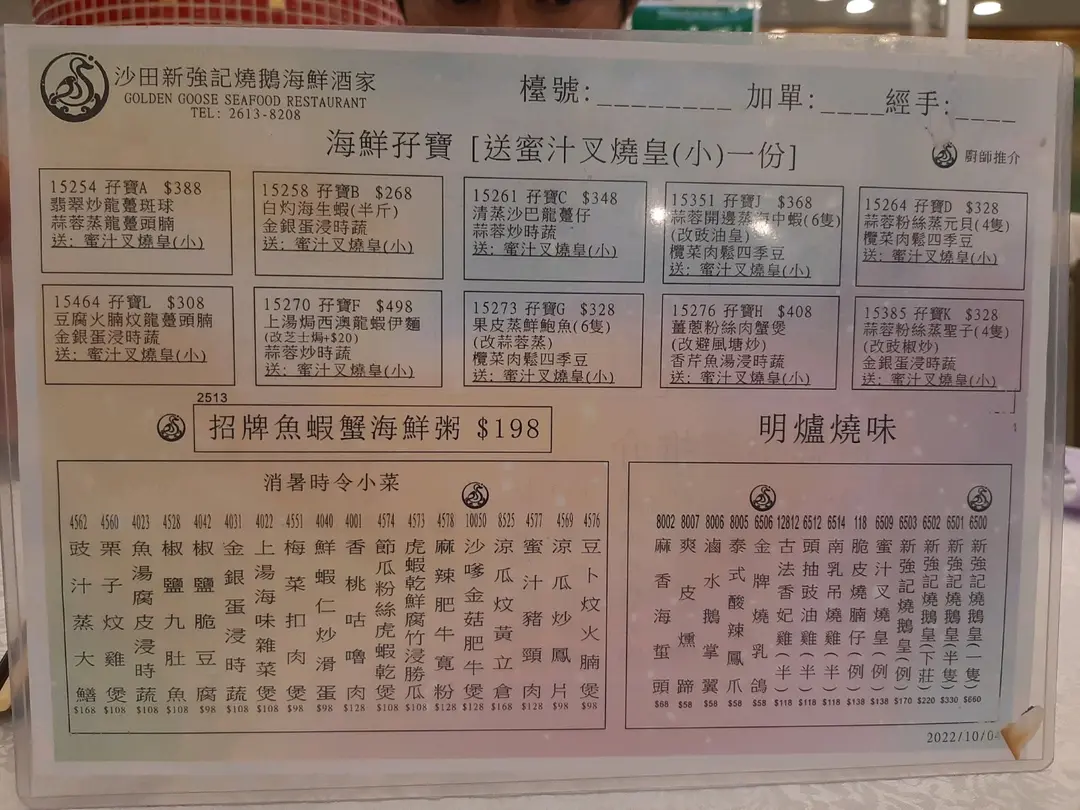 沙田新強記燒鵝海鮮酒家
GOLDEN GOOSE SEAFOOD RESTAURANT
TEL: 2613-8208
檯號:________ 加單:____經手:____
海鮮孖寶 [送蜜汁叉燒皇(小)一份]
廚師推介
15254 孖寶A $388
翡翠炒龍躉斑球
蒜蓉蒸龍躉頭腩
送: 蜜汁叉燒皇(小)
15258 孖寶B $268
白灼海生蝦(半斤)
金銀蛋浸時蔬
送: 蜜汁叉燒皇(小)
15261 孖寶C $348
清蒸沙巴龍躉仔
蒜蓉炒時蔬
送: 蜜汁叉燒皇(小)
15351 孖寶J $368
蒜蓉開邊蒸海中蝦(6隻)
(改豉油皇)
欖菜肉鬆四季豆
送: 蜜汁叉燒皇(小)
15264 孖寶D $328
蒜蓉粉絲蒸元貝(4隻)
欖菜肉鬆四季豆
送: 蜜汁叉燒皇(小)
15464 孖寶L $308
豆腐火腩炆龍躉頭腩
金銀蛋浸時蔬
送: 蜜汁叉燒皇(小)
15270 孖寶F $498
上湯焗西澳龍蝦伊麵
(改芝士焗+$20)
蒜蓉炒時蔬
送: 蜜汁叉燒皇(小)
15273 孖寶G $328
果皮蒸鮮鮑魚(6隻)
(改蒜蓉蒸)
欖菜肉鬆四季豆
送: 蜜汁叉燒皇(小)
15276 孖寶H $408
薑蔥粉絲肉蟹煲
(改避風塘炒)
香芹魚湯浸時蔬
送: 蜜汁叉燒皇(小)
15385 孖寶K $328
蒜蓉粉絲蒸聖子(4隻)
(改豉椒炒)
金銀蛋浸時蔬
送: 蜜汁叉燒皇(小)
2513
招牌魚蝦蟹海鮮粥 $198
消暑時令小菜
4576 豆卜炆火腩煲 $98
4569 涼瓜炒鳳片 $98
4577 蜜汁豬頸肉 $128
8525 涼瓜炆黃立倉 $168
10050 沙嗲金菇肥牛煲 $128
4578 麻辣肥牛寬粉 $128
4573 虎蝦乾鮮腐竹浸勝瓜 $108
4574 節瓜粉絲虎蝦乾煲 $108
4001 香桃咕嚕肉 $128
4040 鮮蝦仁炒滑蛋 $98
4551 梅菜扣肉煲 $98
4022 上湯海味雜菜煲 $108
4031 金銀蛋浸時蔬 $108
4042 椒鹽脆豆腐 $98
4528 椒鹽九肚魚 $108
4023 魚湯腐皮浸時蔬 $108
4560 栗子炆雞煲 $108
4562 豉汁蒸大鱔 $168
明爐燒味
6500 新強記燒鵝皇(一隻) $660
6501 新強記燒鵝皇(半隻) $330
6502 新強記燒鵝皇(下莊) $220
6503 新強記燒鵝皇(例) $170
6509 蜜汁叉燒皇(例) $138
118 脆皮燒腩仔(例) $138
6514 南乳吊燒雞(半) $118
6512 頭抽豉油雞(半) $118
12812 古法香妃雞(半) $118
6506 金牌燒乳鴿 $58
8005 泰式酸辣鳳爪 $58
8006 滷水鵝掌翼 $58
8007 爽皮燻蹄 $58
8002 麻香海蜇頭 $68
2022/10/04